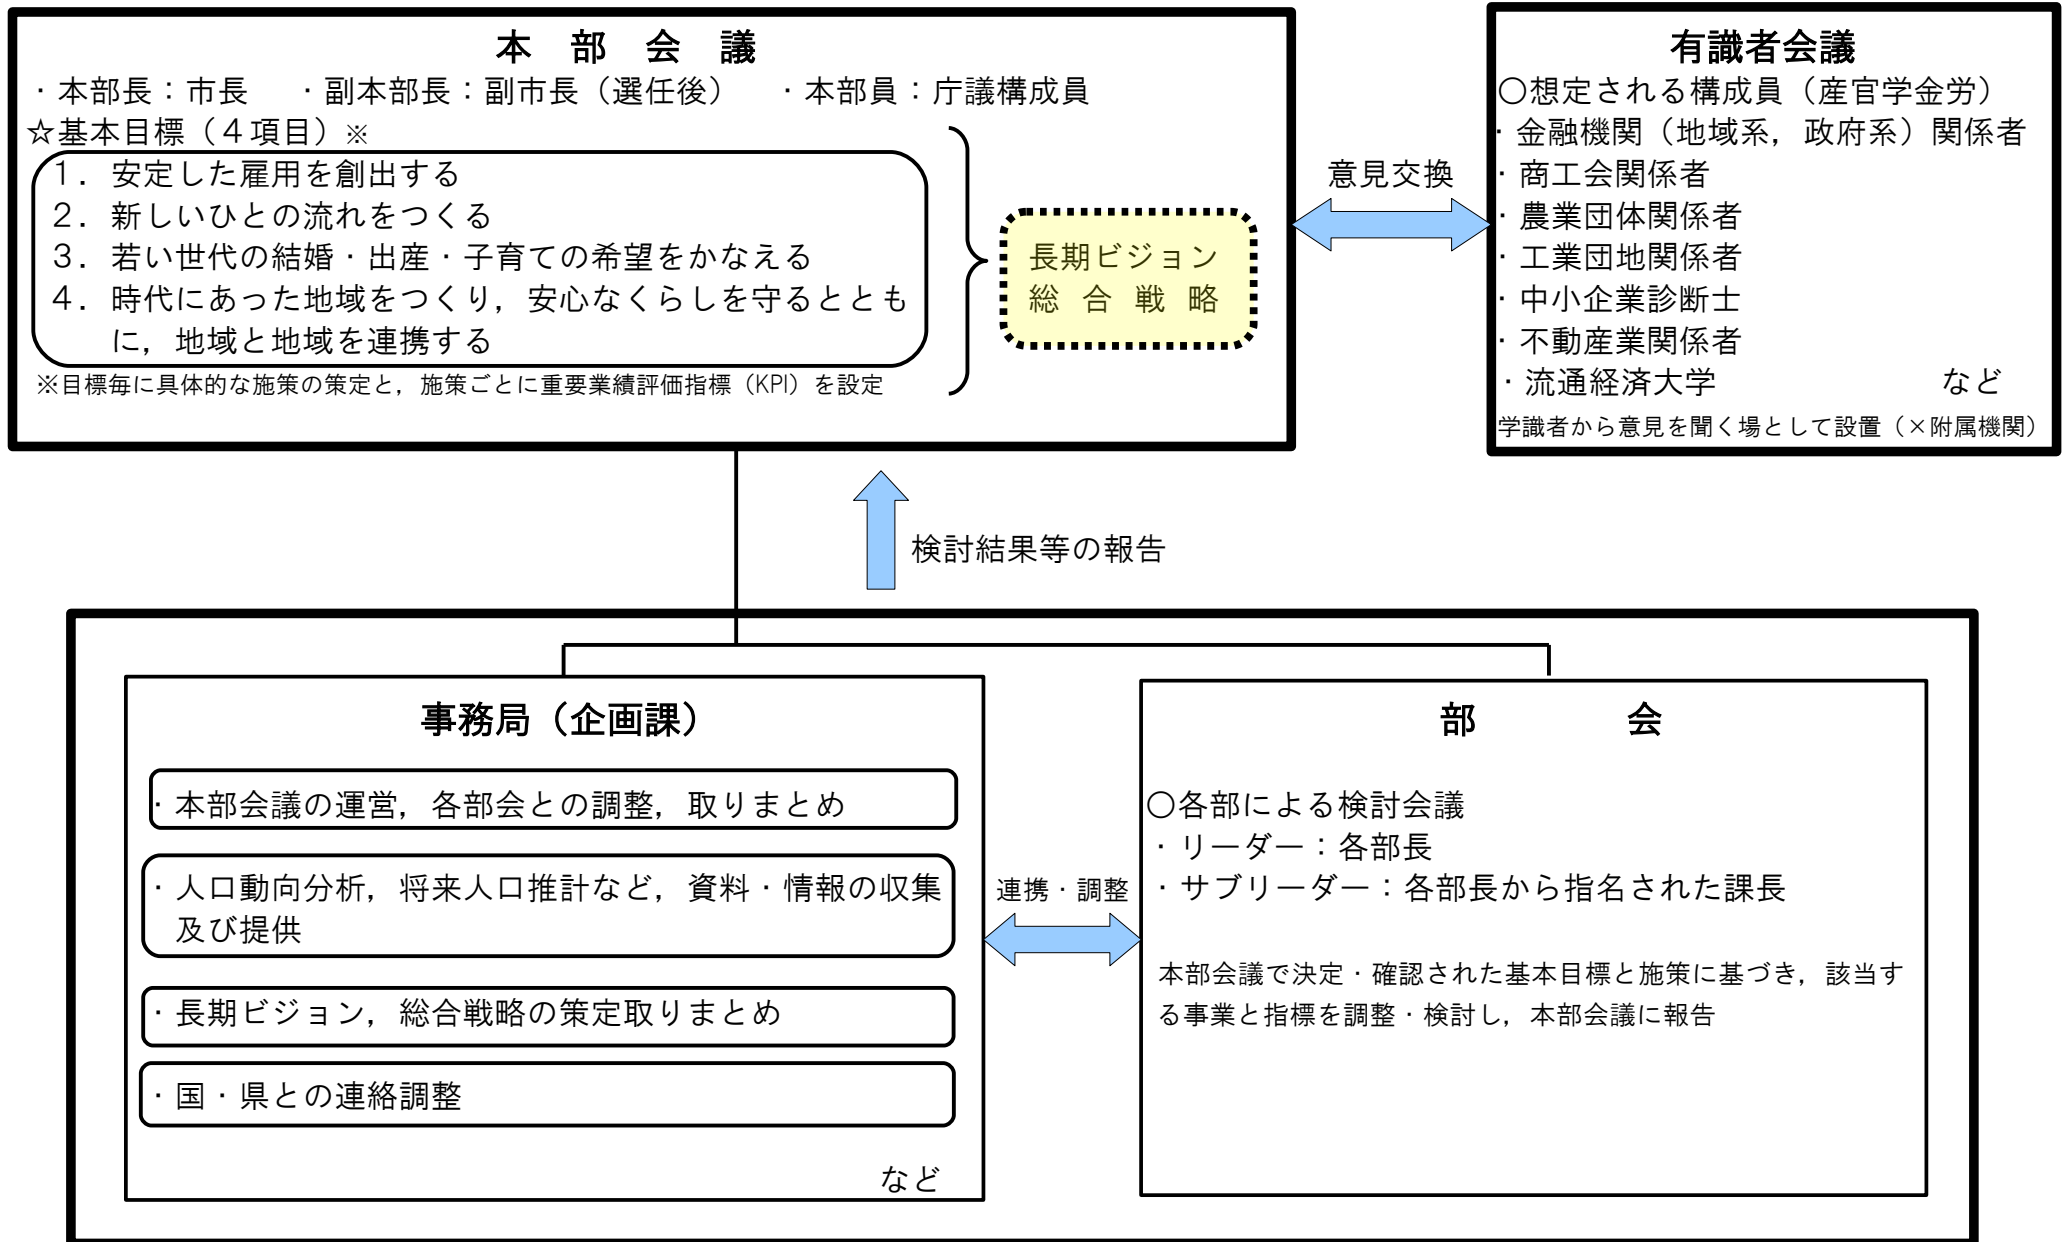 本 部 会 議
・本部長：市長 ・副本部長：副市長（選任後） ・本部員：庁議構成員
☆基本目標（４項目）※
１．安定した雇用を創出する
２．新しいひとの流れをつくる
３．若い世代の結婚・出産・子育ての希望をかなえる
４．時代にあった地域をつくり，安心なくらしを守るととも
に，地域と地域を連携する
※目標毎に具体的な施策の策定と，施策ごとに重要業績評価指標（KPI）を設定
長期ビジョン
総 合 戦 略
意見交換
有識者会議
〇想定される構成員（産官学金労）
・金融機関（地域系，政府系）関係者
・商工会関係者
・農業団体関係者
・工業団地関係者
・中小企業診断士
・不動産業関係者
・流通経済大学 など
学識者から意見を聞く場として設置（×附属機関）
検討結果等の報告
事務局（企画課）
・本部会議の運営，各部会との調整，取りまとめ
・人口動向分析，将来人口推計など，資料・情報の収集
及び提供
・長期ビジョン，総合戦略の策定取りまとめ
・国・県との連絡調整
など
連携・調整
部 会
〇各部による検討会議
・リーダー：各部長
・サブリーダー：各部長から指名された課長
本部会議で決定・確認された基本目標と施策に基づき，該当す
る事業と指標を調整・検討し，本部会議に報告